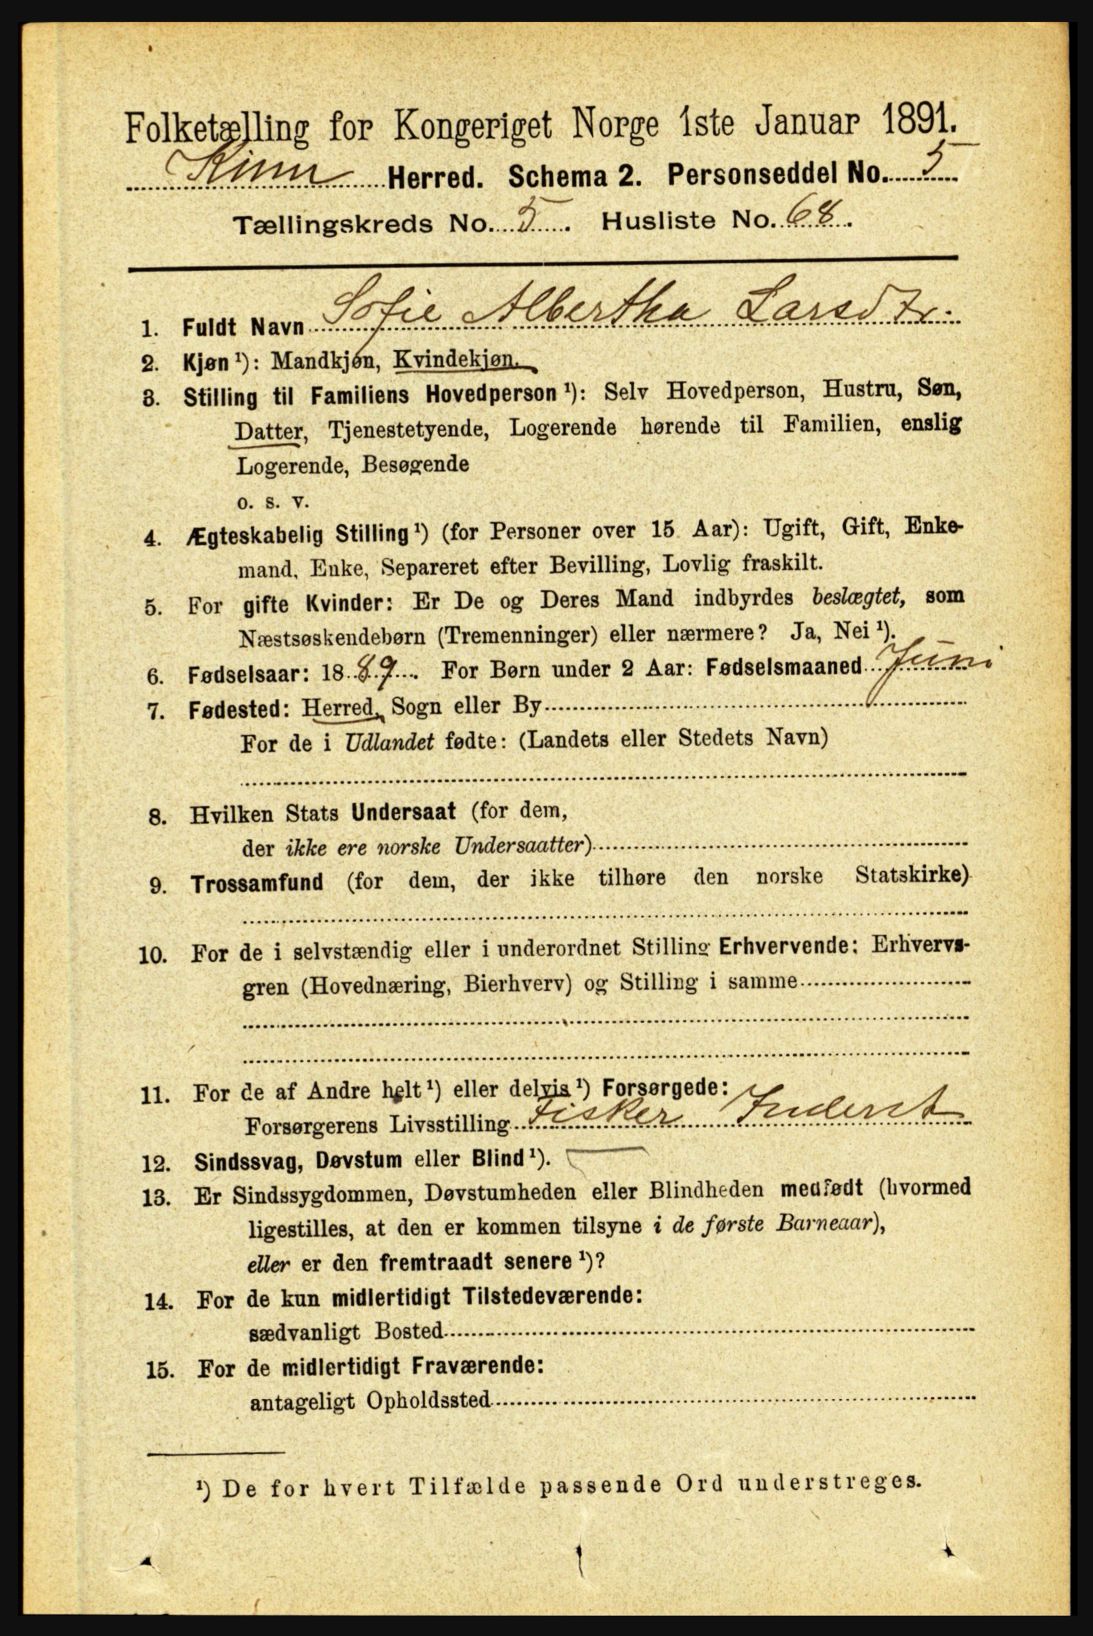 Folketælling for Kongeriget Norge 1ste Januar 1891.
Kinn Herred. Schema 2. Personseddel No. 5
Tællingskreds No. 5. Husliste No. 68.
1. Fuldt Navn Sofie Albertha Larsdtr.
2. Kjøn¹): Mandkjøn, Kvindekjøn.
3. Stilling til Familiens Hovedperson¹): Selv Hovedperson, Hustru, Søn,
Datter, Tjenestetyende, Logerende hørende til Familien, enslig
Logerende, Besøgende
o. s. v.
4. Ægteskabelig Stilling¹) (for Personer over 15 Aar): Ugift, Gift, Enke-
mand, Enke, Separeret efter Bevilling, Lovlig fraskilt.
5. For gifte Kvinder: Er De og Deres Mand indbyrdes beslægtet, som
Næstsøskendebørn (Tremenninger) eller nærmere? Ja, Nei¹).
6. Fødselsaar: 1889. For Børn under 2 Aar: Fødselsmaaned Juni
7. Fødested: Herred, Sogn eller By
For de i Udlandet fødte: (Landets eller Stedets Navn)
8. Hvilken Stats Undersaat (for dem,
der ikke ere norske Undersaatter)
9. Trossamfund (for dem, der ikke tilhøre den norske Statskirke)
10. For de i selvstændig eller i underordnet Stilling Erhvervende: Erhvervs-
gren (Hovednæring, Bierhverv) og Stilling i samme
11. For de af Andre helt¹) eller delvis¹) Forsørgede:
Forsørgerens Livsstilling Fisker Inderst
12. Sindssvag, Døvstum eller Blind¹).
13. Er Sindssygdommen, Døvstumheden eller Blindheden medfødt (hvormed
ligestilles, at den er kommen tilsyne i de første Barneaar),
eller er den fremtraadt senere¹)?
14. For de kun midlertidigt Tilstedeværende:
sædvanligt Bosted
15. For de midlertidigt Fraværende:
antageligt Opholdssted
¹) De for hvert Tilfælde passende Ord understreges.